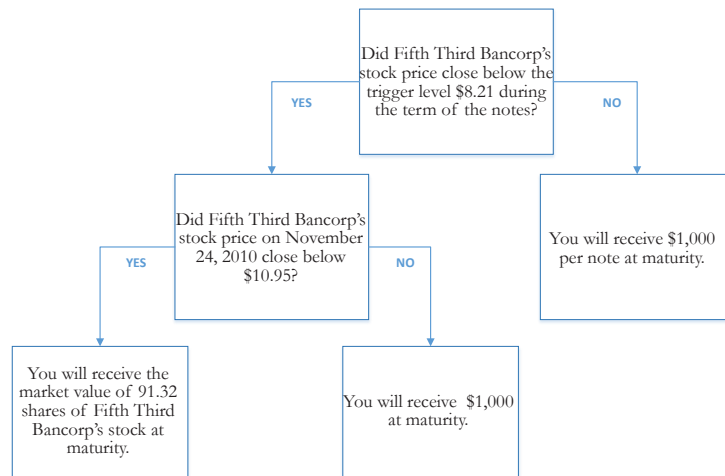 Did Fifth Third Bancorp's
stock price close below the
trigger level $8.21 during
the term of the notes?
YES
NO
Did Fifth Third Bancorp's
stock price on November
24, 2010 close below
$10.95?
You will receive $1,000
per note at maturity.
YES
NO
You will receive the
market value of 91.32
shares of Fifth Third
Bancorp's stock at
maturity.
You will receive $1,000
at maturity.